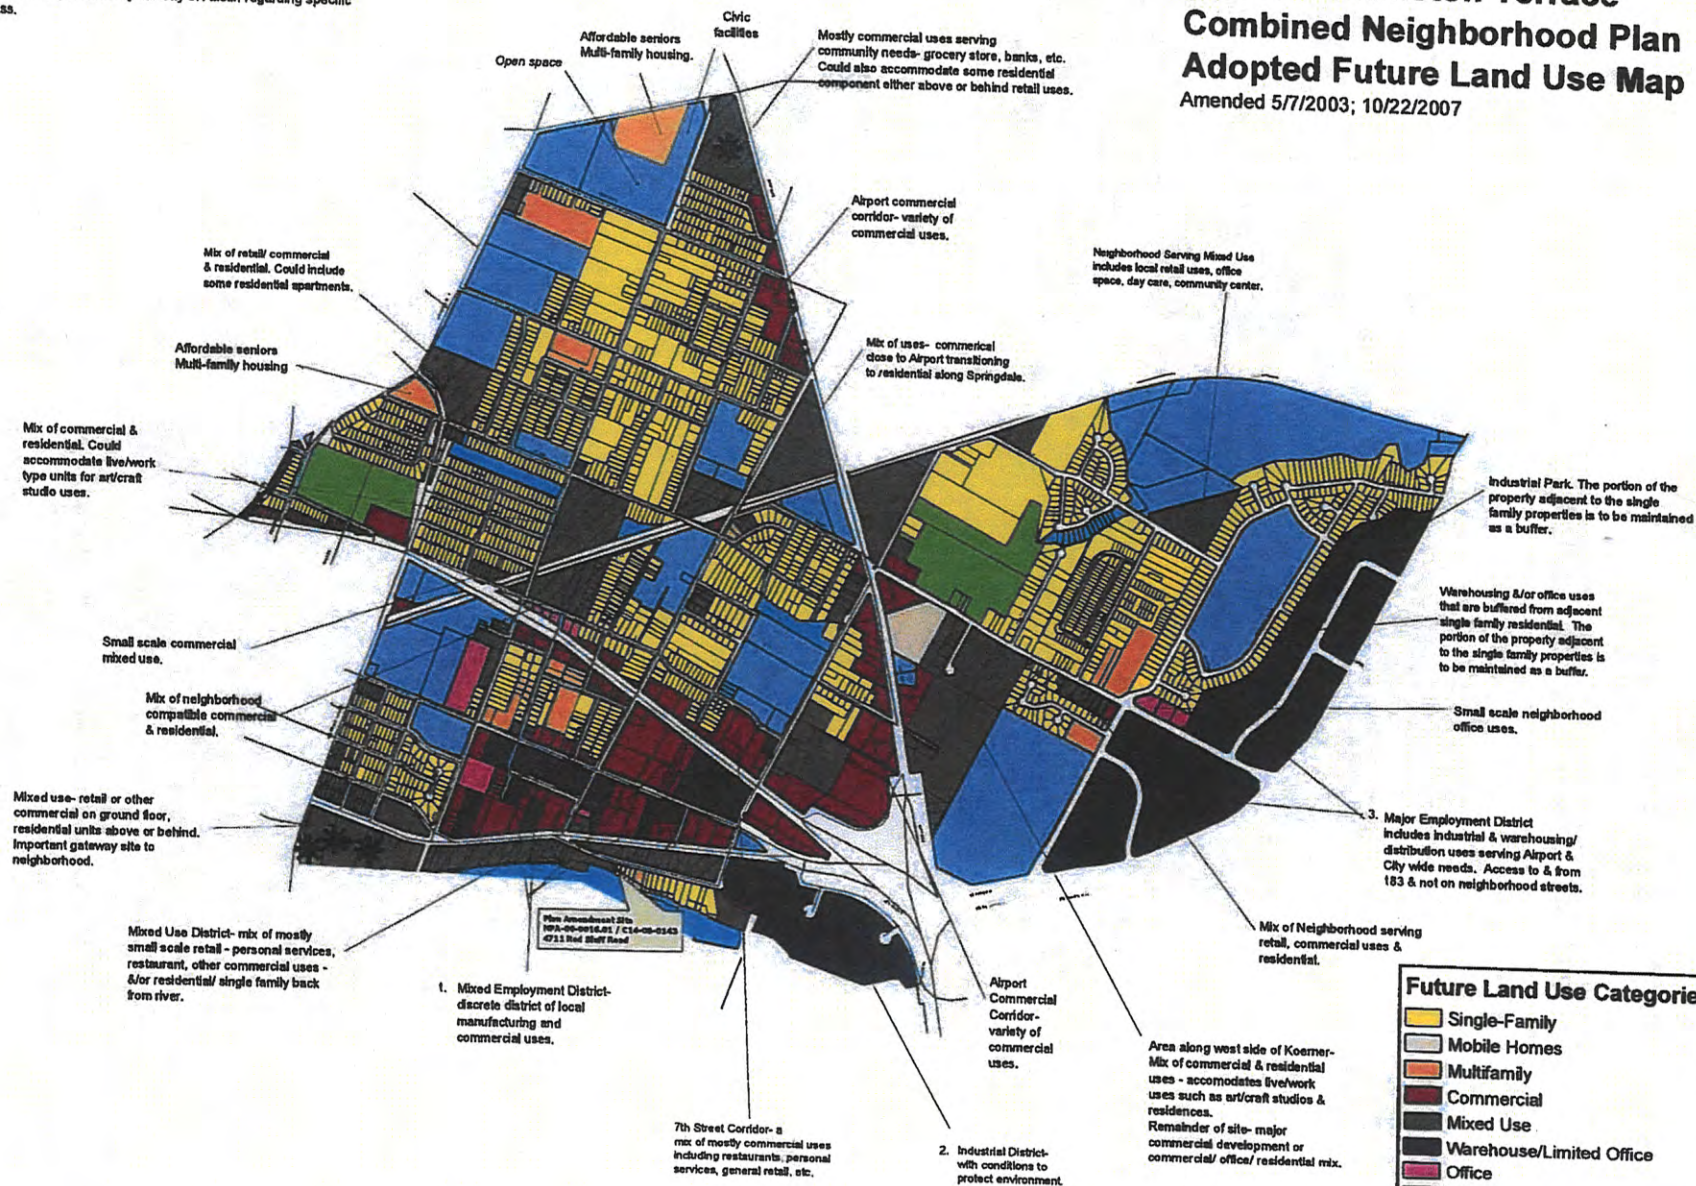 ss.
Combined Neighborhood Plan
Adopted Future Land Use Map
Amended 5/7/2003; 10/22/2007
Civic
facilities
Affordable seniors
Multi-family housing.
Open space
Mostly commercial uses serving
community needs- grocery store, banks, etc.
Could also accommodate some residential
component either above or behind retail uses.
Airport commercial
corridor- variety of
commercial uses.
Neighborhood Serving Mixed Use
includes local retail uses, office
space, day care, community center.
Mix of retail/ commercial
& residential. Could include
some residential apartments.
Affordable seniors
Multi-family housing
Mix of uses- commerical
close to Airport transitioning
to residential along Springdale.
Mix of commercial &
residential. Could
accommodate live/work
type units for art/craft
studio uses.
Industrial Park. The portion of the
property adjacent to the single
family properties is to be maintained
as a buffer.
Warehousing &/or office uses
that are buffered from adjacent
single family residential. The
portion of the property adjacent
to the single family properties is
to be maintained as a buffer.
Small scale commercial
mixed use.
Mix of neighborhood
compatible commercial
& residential.
Small scale neighborhood
office uses.
Mixed use- retail or other
commercial on ground floor,
residential units above or behind.
Important gateway site to
neighborhood.
3. Major Employment District
includes industrial & warehousing/
distribution uses serving Airport &
City wide needs. Access to & from
183 & not on neighborhood streets.
Plan Amendment Site
4711 Red Bluff Road
Mixed Use District- mix of mostly
small scale retail - personal services,
restaurant, other commercial uses -
&/or residential/ single family back
from river.
Mix of Neighborhood serving
retail, commercial uses &
residential.
1. Mixed Employment District-
discrete district of local
manufacturing and
commercial uses.
Airport
Commercial
Corridor-
variety of
commercial
uses.
Area along west side of Koerner-
Mix of commercial & residential
uses - accomodates live/work
uses such as art/craft studios &
residences.
Remainder of site- major
commercial development or
commercial/ office/ residential mix.
7th Street Corridor- a
mix of mostly commercial uses
including restaurants, personal
services, general retail, etc.
2. Industrial District-
with conditions to
protect environment.
Future Land Use Categorie
Single-Family
Mobile Homes
Multifamily
Commercial
Mixed Use
Warehouse/Limited Office
Office